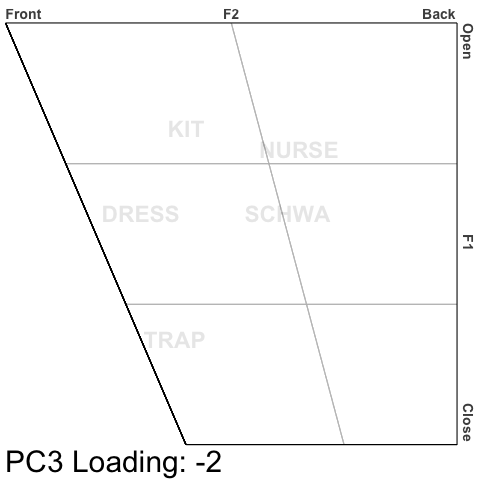 Front F2 Back
Open
KIT
NURSE
DRESS SCHWA
F1
TRAP
Close
PC3 Loading: -2